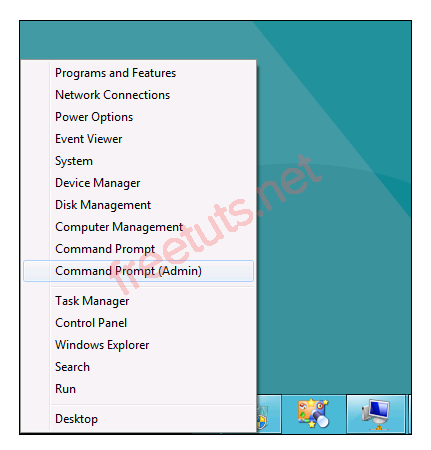 Programs and Features
Network Connections
Power Options
Event Viewer
System
Device Manager
Disk Management
Computer Management
Command Prompt
Command Prompt (Admin)
Task Manager
Control Panel
Windows Explorer
Search
Run
Desktop
freetuts.net